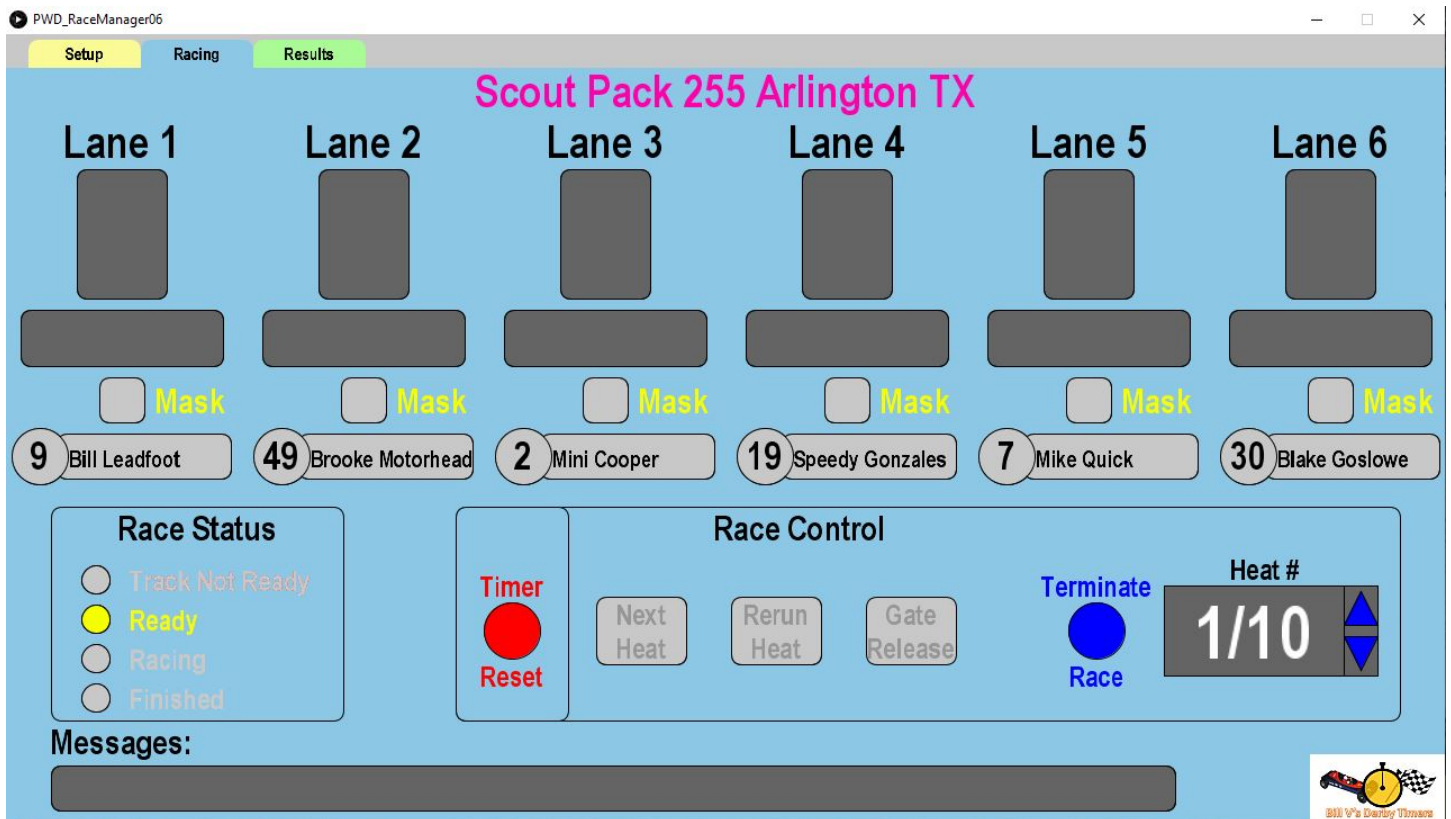 PWD_RaceManager06
Setup Racing Results
Scout Pack 255 Arlington TX
Lane 1 Lane 2 Lane 3 Lane 4 Lane 5 Lane 6
Mask Mask Mask Mask Mask Mask
9 Bill Leadfoot 49 Brooke Motorhead 2 Mini Cooper 19 Speedy Gonzales 7 Mike Quick 30 Blake Goslowe
Race Status
Track Not Ready
Ready
Racing
Finished
Race Control
Timer
Reset
Next
Heat
Rerun
Heat
Gate
Release
Terminate
Race
Heat #
1/10
Messages:
Bill V's Derby Timers